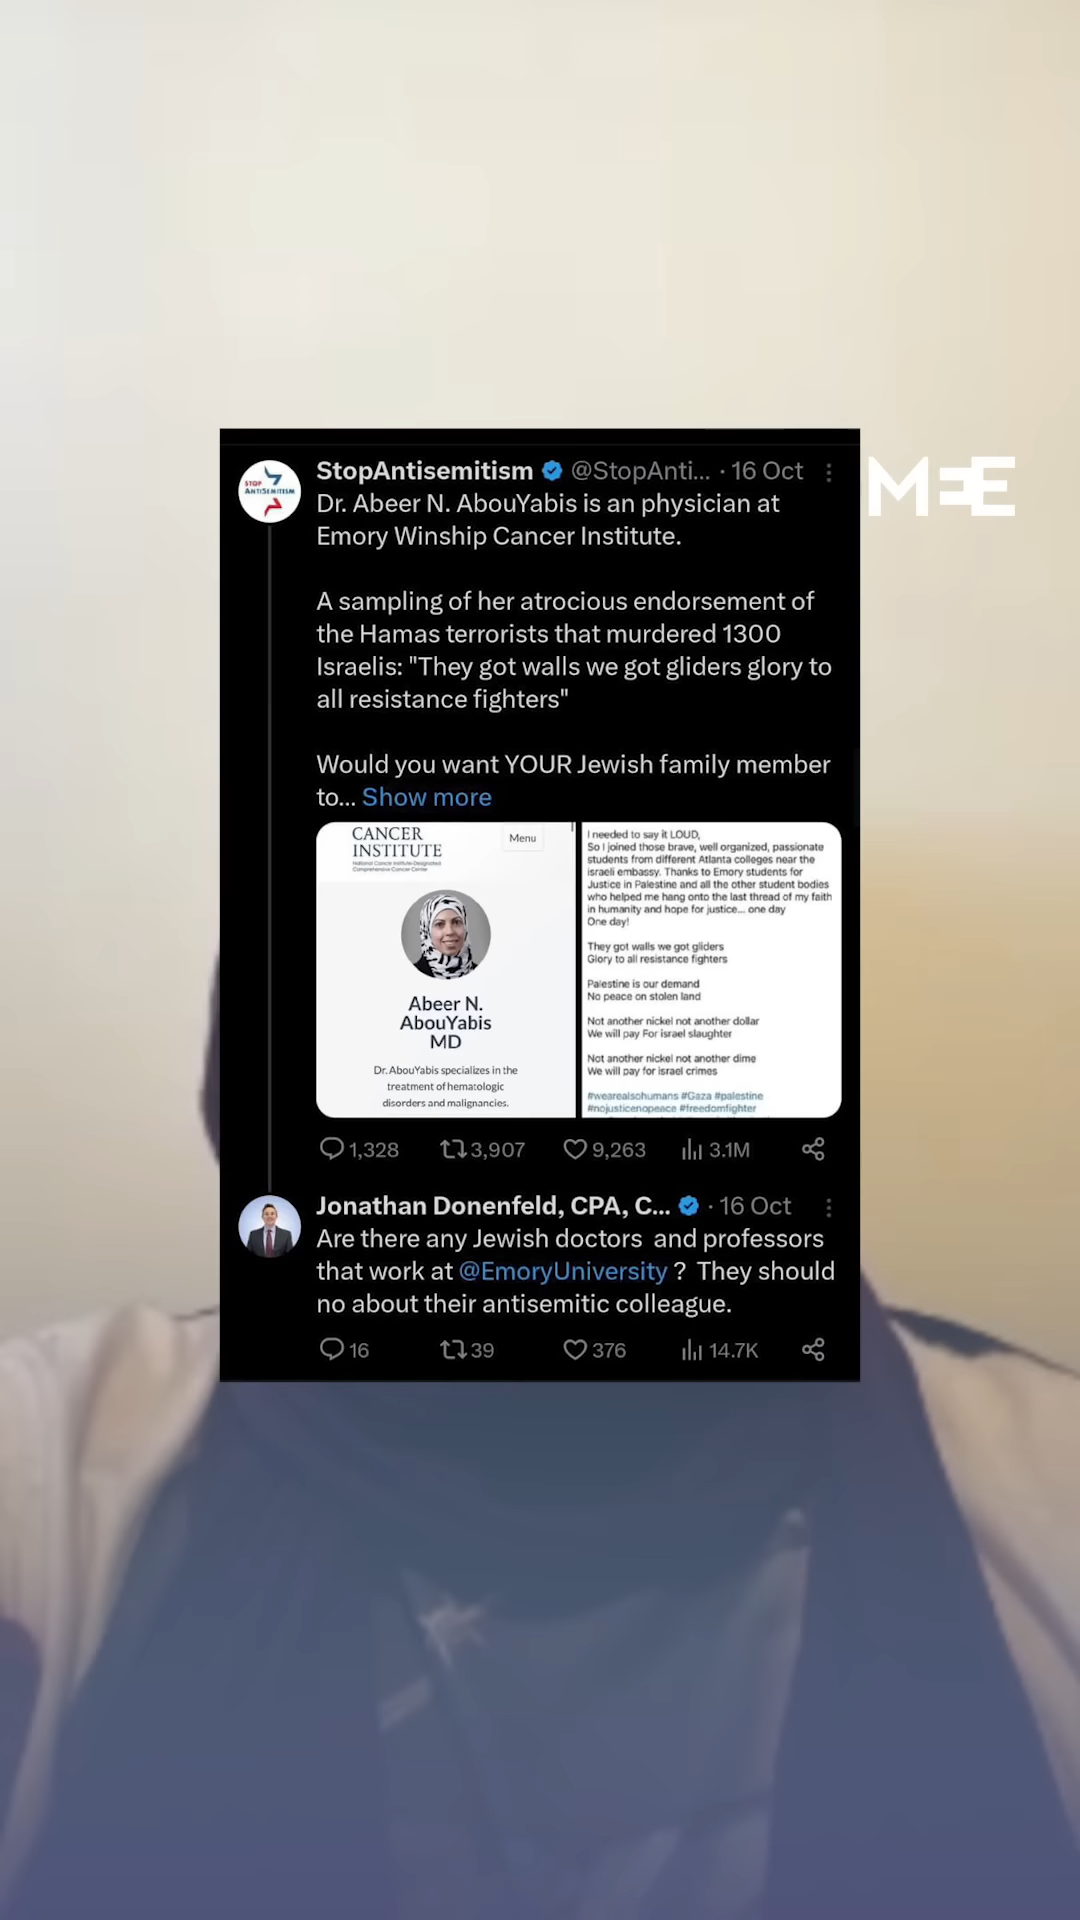 MEE
StopAntisemitism @StopAnti... · 16 Oct
Dr. Abeer N. AbouYabis is an physician at
Emory Winship Cancer Institute.
A sampling of her atrocious endorsement of
the Hamas terrorists that murdered 1300
Israelis: "They got walls we got gliders glory to
all resistance fighters"
Would you want YOUR Jewish family member
to... Show more
STOP
ANTISEMITISM
CANCER
INSTITUTE
National Cancer Institute-Designated
Comprehensive Cancer Center
Menu
Abeer N.
AbouYabis
MD
Dr. AbouYabis specializes in the
treatment of hematologic
disorders and malignancies.
I needed to say it LOUD,
So I joined those brave, well organized, passionate
students from different Atlanta colleges near the
israeli embassy. Thanks to Emory students for
Justice in Palestine and all the other student bodies
who helped me hang onto the last thread of my faith
in humanity and hope for justice... one day
One day!
They got walls we got gliders
Glory to all resistance fighters
Palestine is our demand
No peace on stolen land
Not another nickel not another dollar
We will pay For israel slaughter
Not another nickel not another dime
We will pay for israel crimes
#wearealsohumans #Gaza #palestine
#nojusticenopeace #freedomfighter
1,328 3,907 9,263 3.1M
Jonathan Donenfeld, CPA, C... · 16 Oct
Are there any Jewish doctors and professors
that work at @EmoryUniversity ? They should
no about their antisemitic colleague.
16 39 376 14.7K